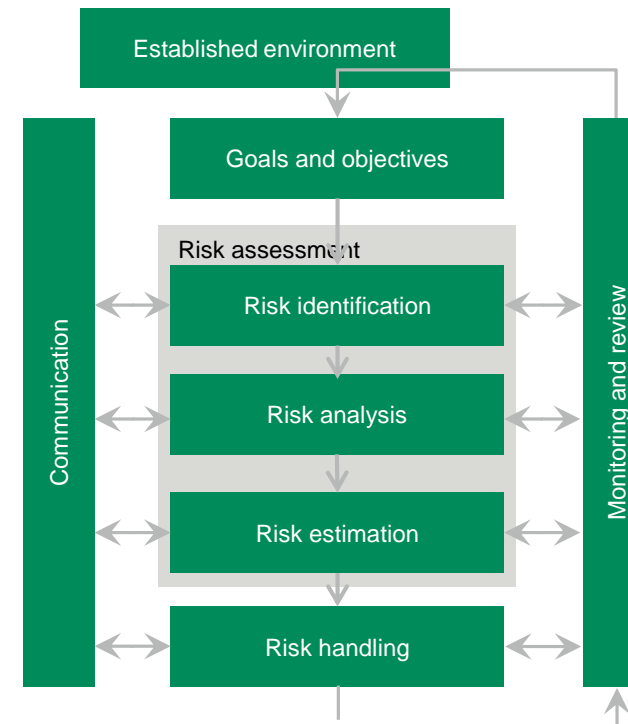 Established environment
Goals and objectives
Risk assessment
Risk identification
Risk analysis
Risk estimation
Risk handling
Communication
Monitoring and review